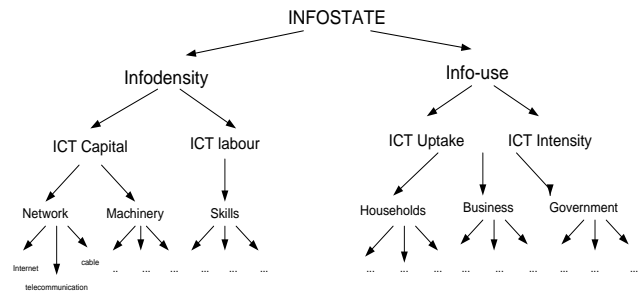 INFOSTATE
Infodensity Info-use
ICT Capital ICT labour ICT Uptake ICT Intensity
Network Machinery Skills Households Business Government
Internet cable .. ... ... ... ... ... ... ... ... ... ... ... ... ... ...
telecommunication